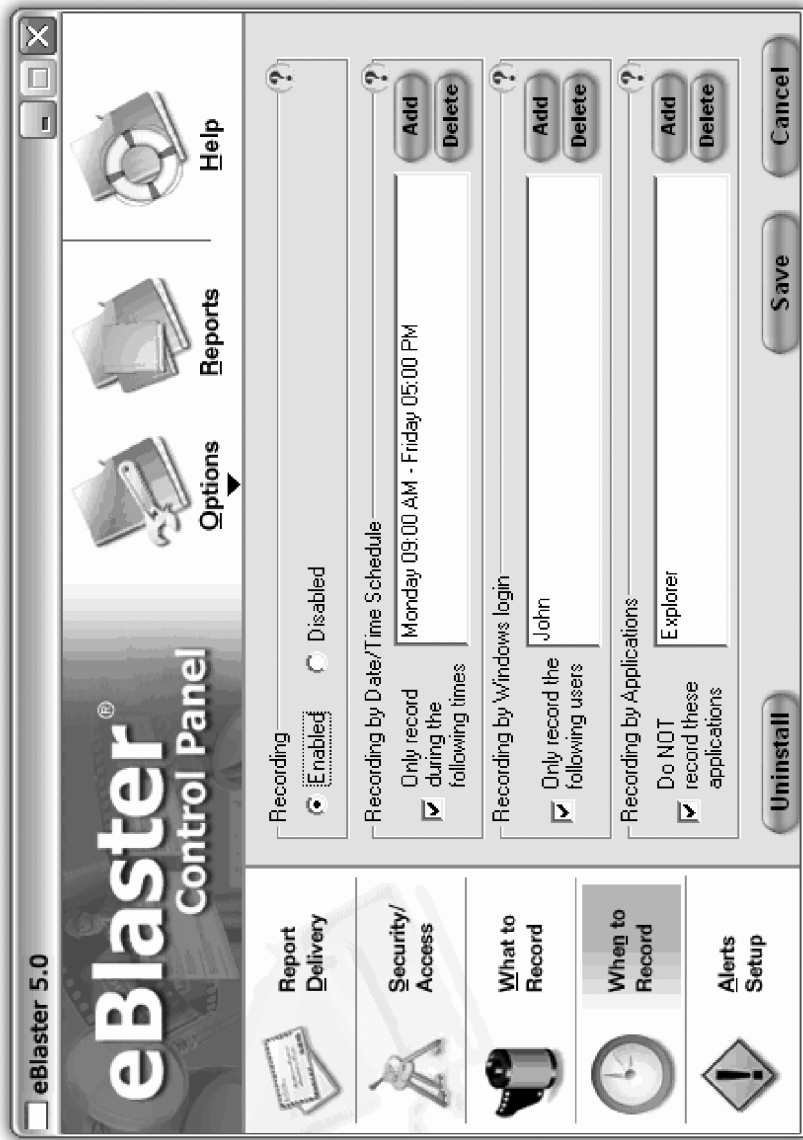 eBlaster 5.0
eBlaster®
Control Panel
Options
Reports
Help
Report
Delivery
Security/
Access
What to
Record
When to
Record
Alerts
Setup
Recording
Enabled
Disabled
?
Recording by Date/Time Schedule
Only record
during the
following times
Monday 09:00 AM - Friday 05:00 PM
?
Add
Delete
Recording by Windows login
Only record the
following users
John
?
Add
Delete
Recording by Applications
Do NOT
record these
applications
Explorer
?
Add
Delete
Uninstall
Save
Cancel